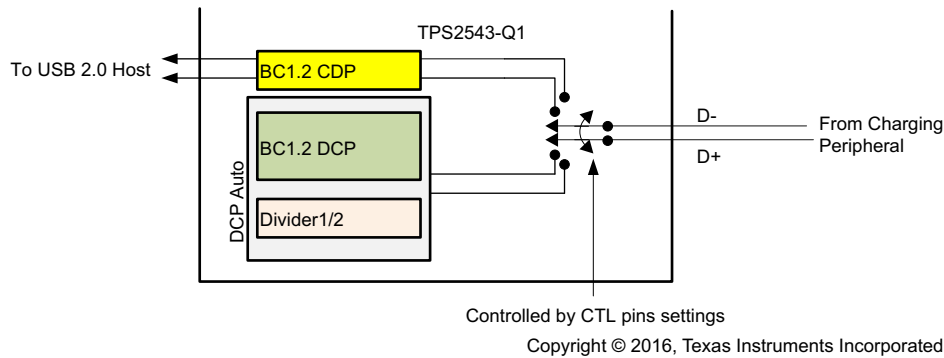 TPS2543-Q1
To USB 2.0 Host
BC1.2 CDP
BC1.2 DCP
DCP Auto
Divider1/2
D-
D+
From Charging
Peripheral
Controlled by CTL pins settings
Copyright © 2016, Texas Instruments Incorporated